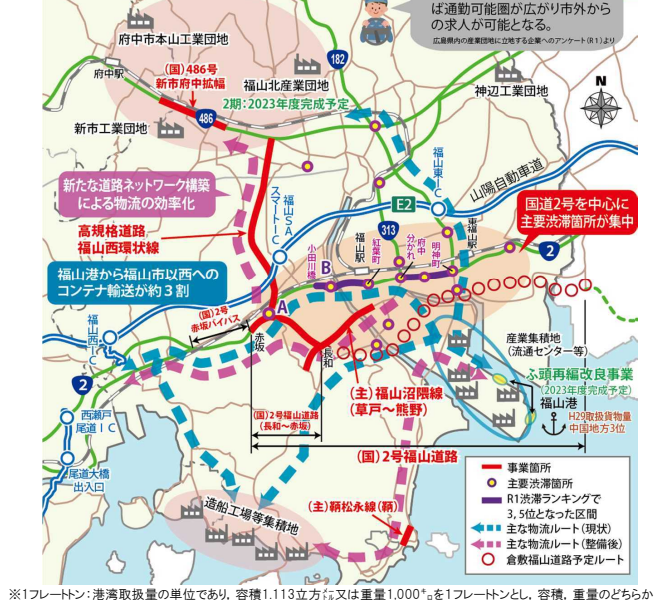 ば通勤可能圏が広がり市外から
の求人が可能となる。
広島県内の産業団地に立地する企業へのアンケート(R1)より
府中市本山工業団地
182
府中駅
(国)486号
新市府中拡幅
福山北産業団地
2期:2023年度完成予定
神辺工業団地
N
486
新市工業団地
福山東IC
山陽自動車道
新たな道路ネットワーク構築
による物流の効率化
福山SA
スマートIC
E2
国道2号を中心に
主要渋滞箇所が集中
高規格道路
福山西環状線
313
東福山駅
福山駅
小田川橋
紅葉町
府中分かれ
明神町
2
福山港から福山市以西への
コンテナ輸送が約3割
B
A
(国)2号
赤坂バイパス
福山西IC
赤坂
長和
産業集積地
(流通センター等)
ふ頭再編改良事業
(2023年度完成予定)
2
(主)福山沼隈線
(草戸～熊野)
福山港
H29取扱貨物量
中国地方3位
西瀬戸
尾道IC
(国)2号福山道路
(長和～赤坂)
(国)2号福山道路
尾道大橋
出入口
造船工場等集積地
(主)鞆松永線(鞆)
事業箇所
主要渋滞箇所
R1渋滞ランキングで
3,5位となった区間
主な物流ルート(現状)
主な物流ルート(整備後)
倉敷福山道路予定ルート
※1フレートトン:港湾取扱量の単位であり,容積1.113立方㍍又は重量1,000㌔を1フレートトンとし,容積,重量のどちらか